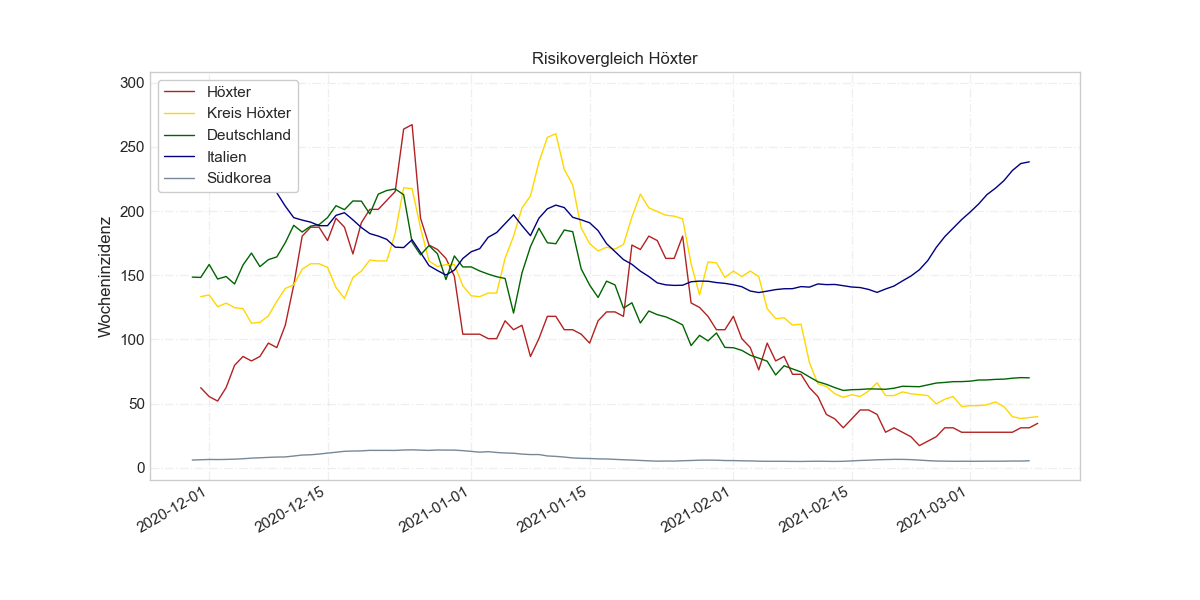 Risikovergleich Höxter
Wocheninzidenz
300
250
200
150
100
50
0
Höxter
Kreis Höxter
Deutschland
Italien
Südkorea
2020-12-01
2020-12-15
2021-01-01
2021-01-15
2021-02-01
2021-02-15
2021-03-01